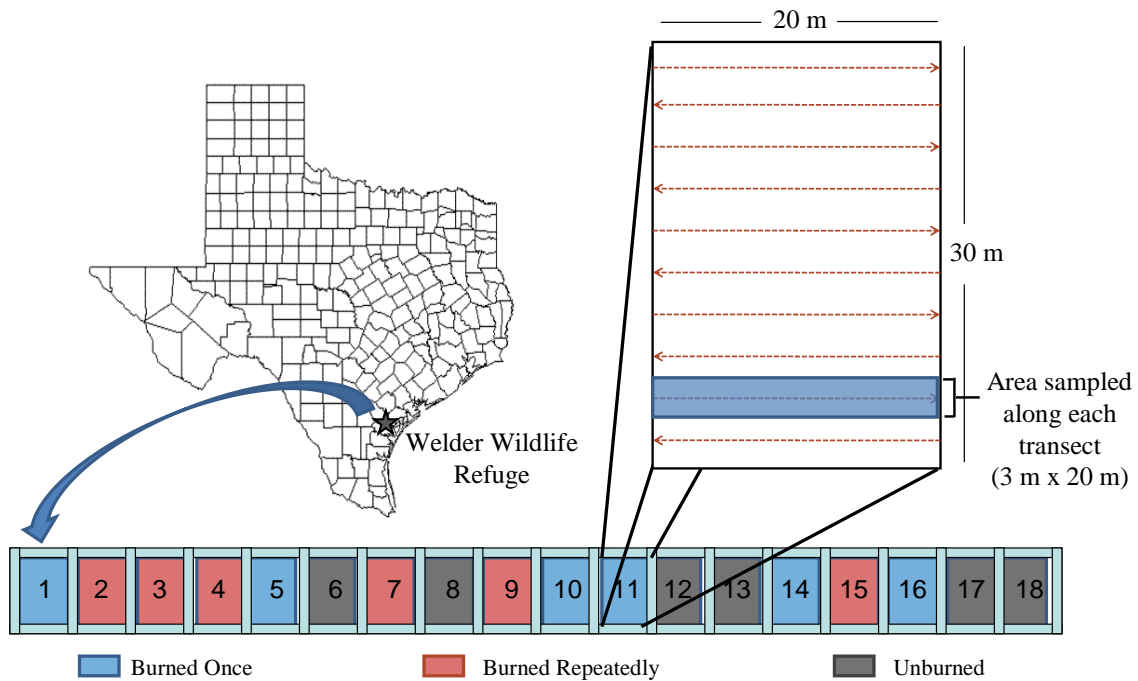 20 m
30 m
Area sampled
along each
transect
(3 m x 20 m)
Welder Wildlife
Refuge
1 2 3 4 5 6 7 8 9 10 11 12 13 14 15 16 17 18
Burned Once Burned Repeatedly Unburned